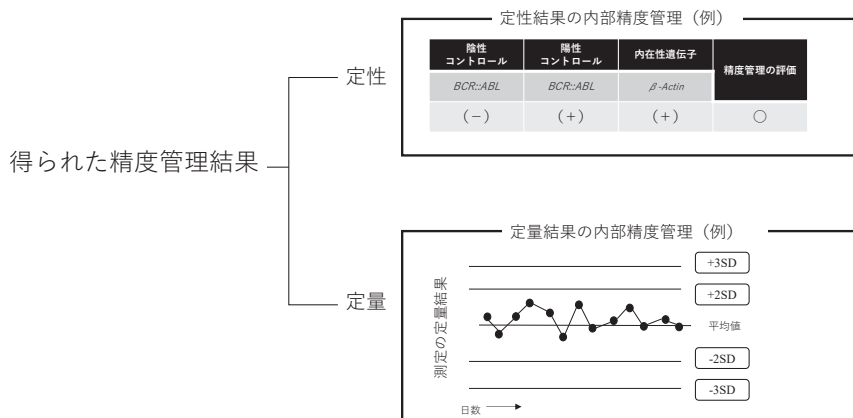 得られた精度管理結果
定性
定性結果の内部精度管理（例）
陰性
コントロール
陽性
コントロール
内在性遺伝子
精度管理の評価
BCR::ABL
BCR::ABL
β-Actin
（－）
（＋）
（＋）
○
定量
定量結果の内部精度管理（例）
測定の定量結果
+3SD
+2SD
平均値
-2SD
-3SD
日数